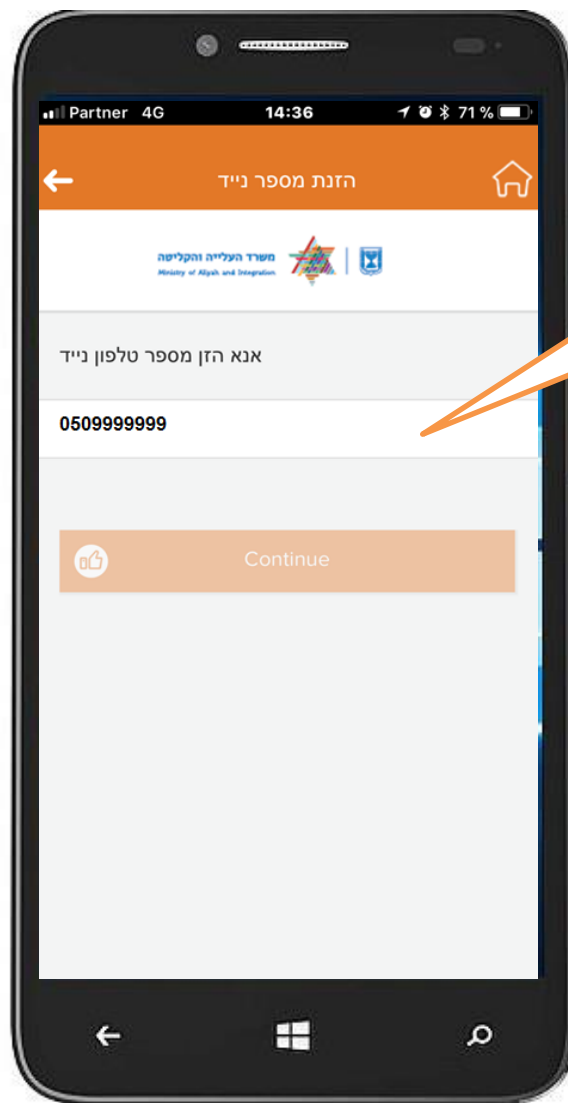 Partner 4G 14:36 71 %
הזנת מספר נייד
משרד העלייה והקליטה
Ministry of Aliyah and Integration
אנא הזן מספר טלפון נייד
0509999999
Continue